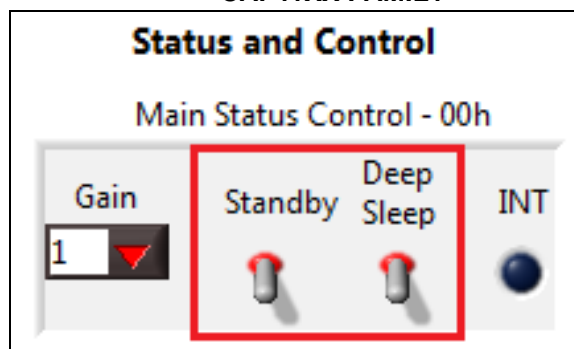 Status and Control
Main Status Control - 00h
Gain
Standby
Deep
Sleep
INT
1